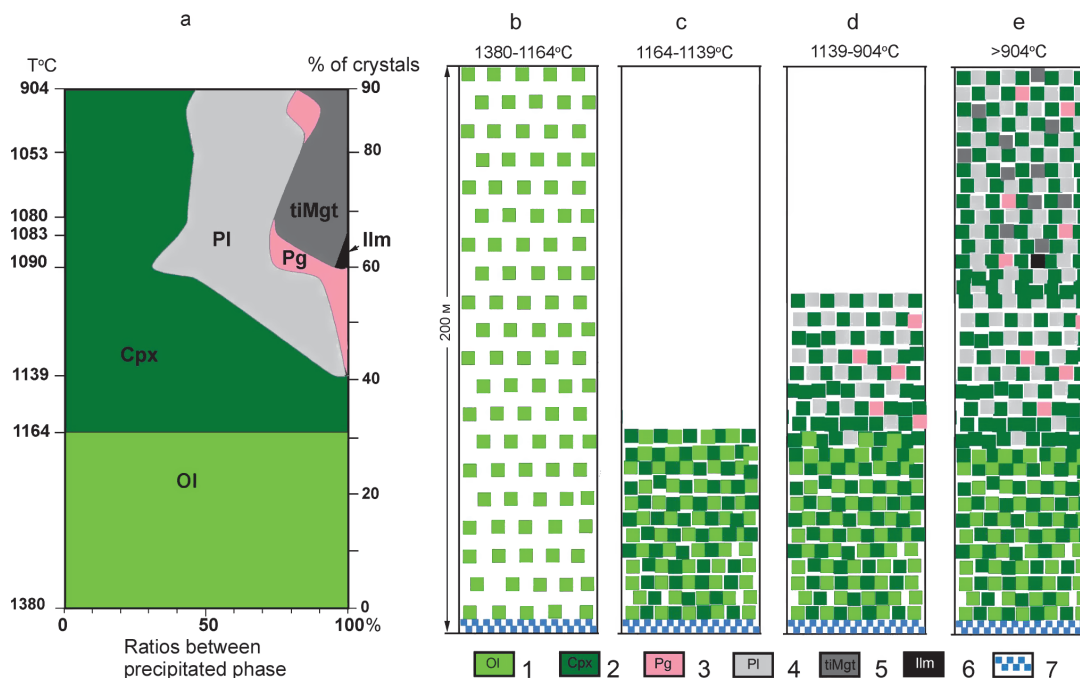 a
b
c
d
e
T°C
% of crystals
1380-1164°C
1164-1139°C
1139-904°C
>904°C
904
90
1053
80
1080
1083
1090
60
1139
40
1164
20
1380
0
tiMgt
Ilm
Pl
Pg
Cpx
Ol
0
50
100%
Ratios between
precipitated phase
200 м
Ol 1 Cpx 2 Pg 3 Pl 4 tiMgt 5 Ilm 6 7